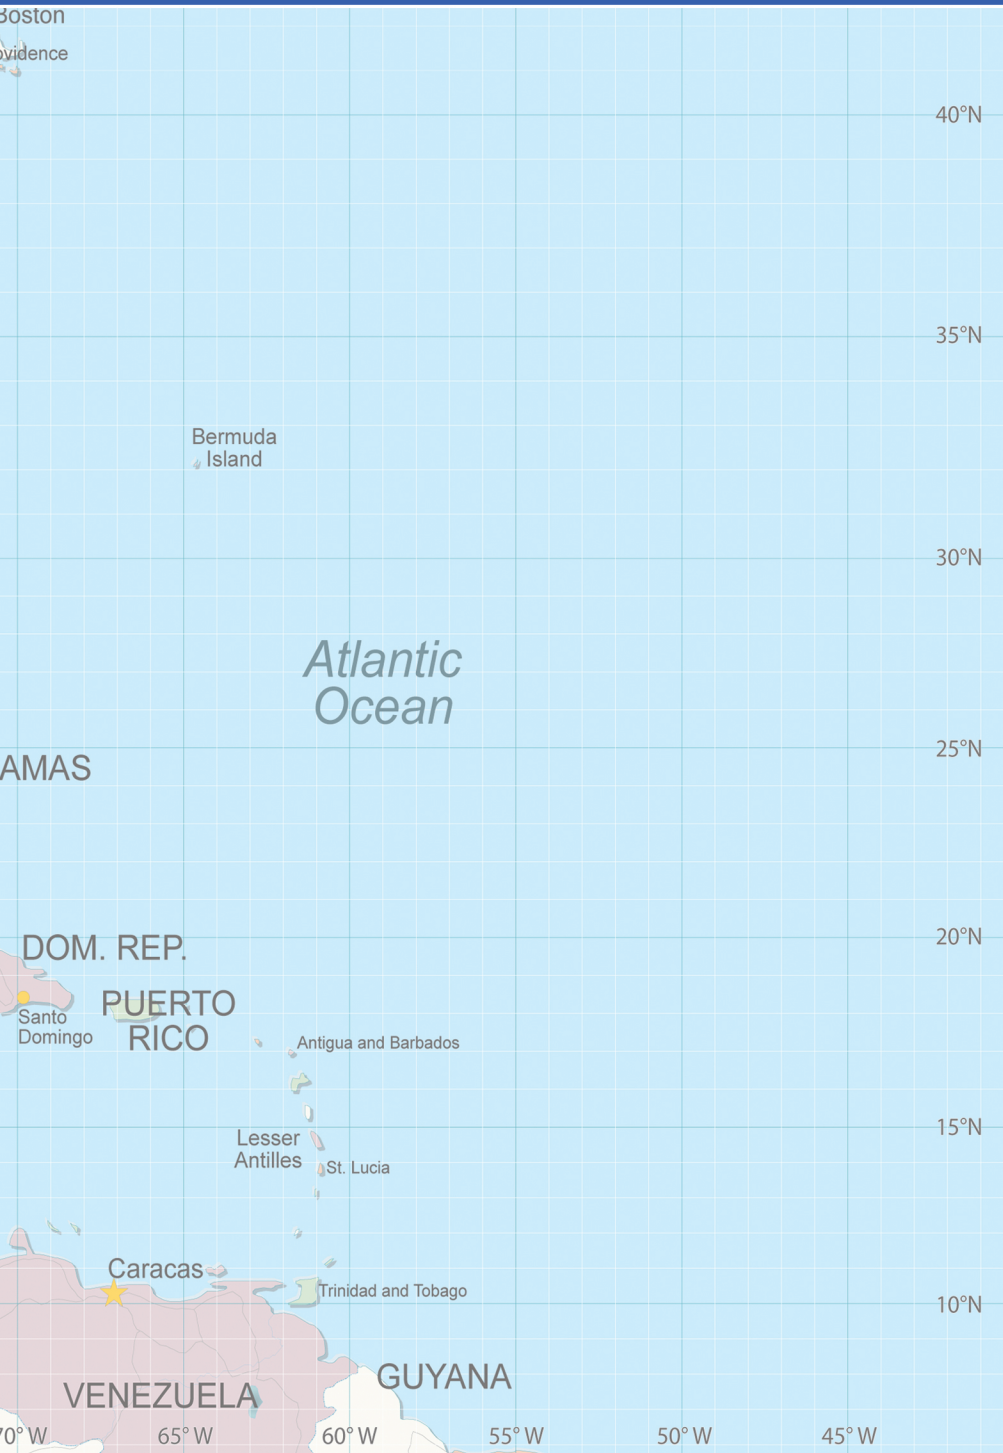 Boston
ovidence
40°N
35°N
Bermuda
Island
30°N
Atlantic
Ocean
25°N
AMAS
20°N
DOM. REP.
PUERTO
RICO
Santo
Domingo
Antigua and Barbados
15°N
Lesser
Antilles
St. Lucia
Caracas
Trinidad and Tobago
10°N
GUYANA
VENEZUELA
70°W
65°W
60°W
55°W
50°W
45°W